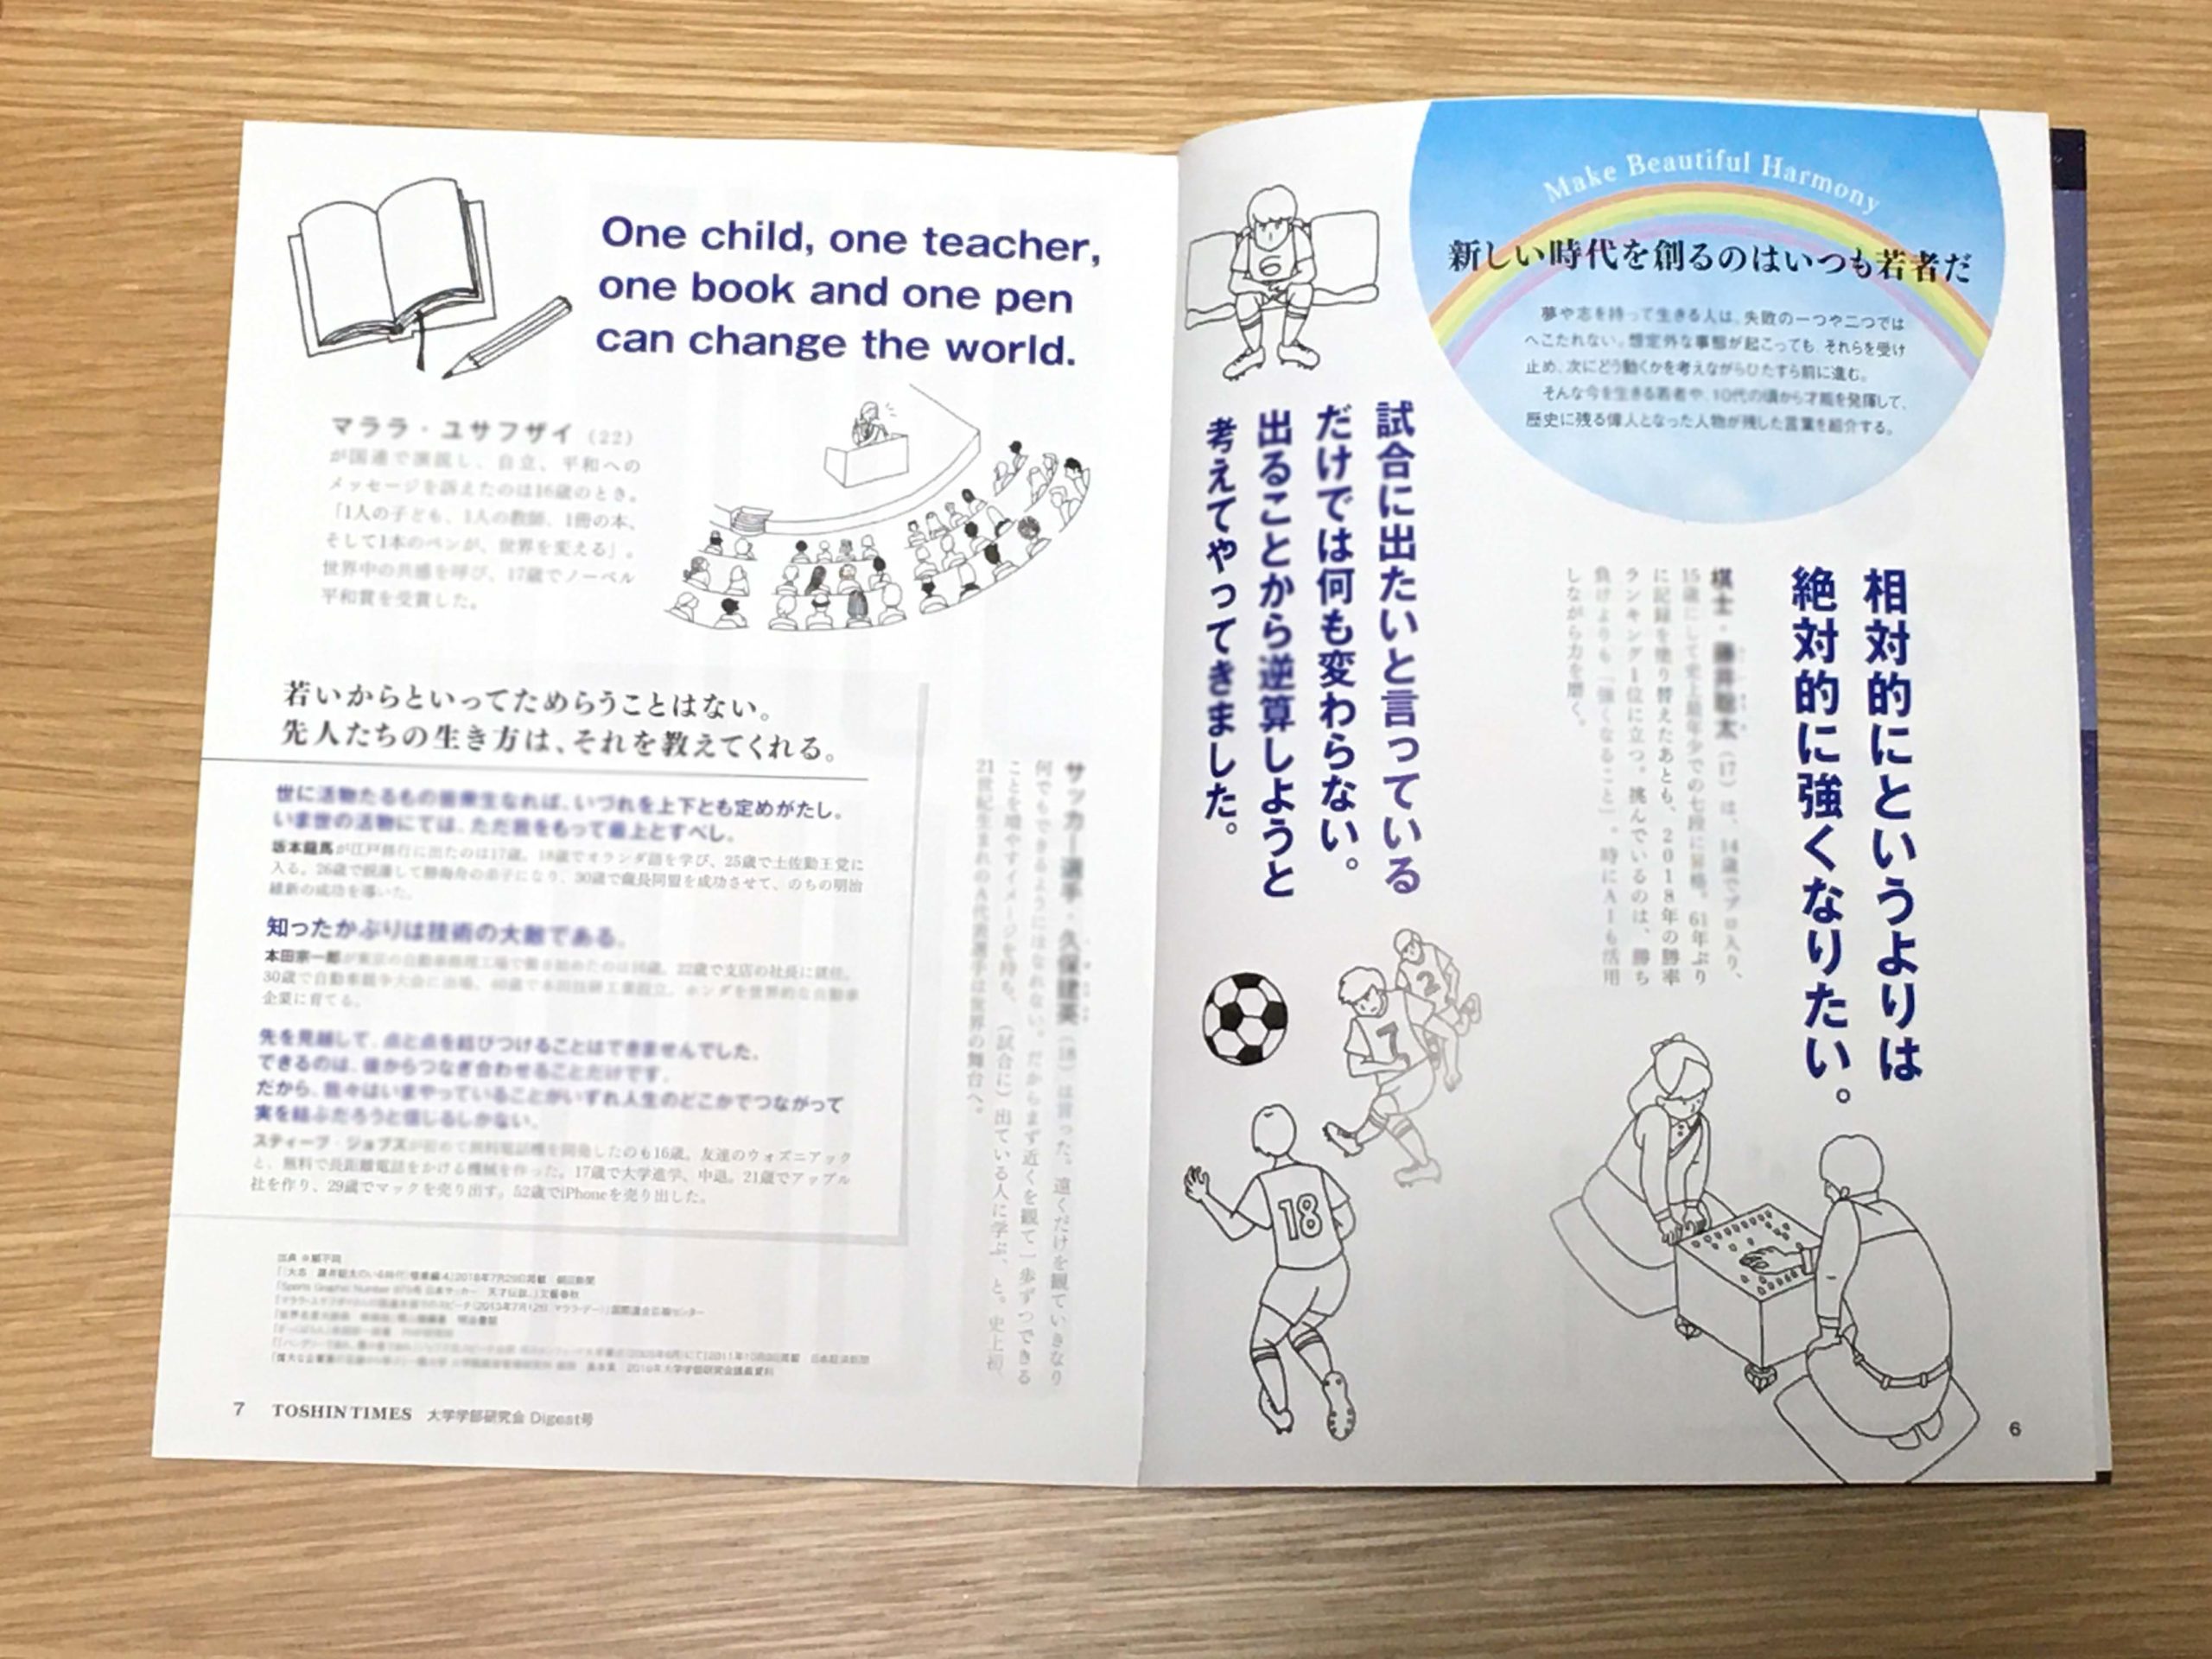 Make Beautiful Harmony
新しい時代を創るのはいつも若者だ
夢や志を持って生きる人は、失敗の一つや二つでは
へこたれない。想定外な事態が起こっても、それらを受け
止め、次にどう動くかを考えながらひたすら前に進む。
そんな今を生きる若者や、10代の頃から才能を発揮して、
歴史に残る偉人となった人物が残した言葉を紹介する。
相対的にというよりは
絶対的に強くなりたい。
棋士・藤井聡太（17）は、14歳でプロ入り、
15歳にして史上最年少での七段に昇格。61年ぶり
に記録を塗り替えたあとも、2018年の勝率
ランキング1位に立つ。挑んでいるのは、勝ち
負けよりも「強くなること」。時にAIも活用
しながら力を磨く。
6
試合に出たいと言っている
だけでは何も変わらない。
出ることから逆算しようと
考えてやってきました。
6
7
2
18
サッカー選手・久保建英（18）は言った。遠くだけを観ていきなり
何でもできるようにはなれない。だからまず近くを観て一歩ずつできる
ことを増やすイメージを持ち、（試合に）出ている人に学ぶ、と。史上初、
21世紀生まれのA代表選手は世界の舞台へ。
One child, one teacher,
one book and one pen
can change the world.
マララ・ユサフザイ（22）
が国連で演説し、自立、平和への
メッセージを訴えたのは16歳のとき。
「1人の子ども、1人の教師、1冊の本、
そして1本のペンが、世界を変える」。
世界中の共感を呼び、17歳でノーベル
平和賞を受賞した。
若いからといってためらうことはない。
先人たちの生き方は、それを教えてくれる。
世に活物たるもの皆衆生なれば、いづれを上下とも定めがたし。
いま世の活物にては、ただ我をもって最上とすべし。
坂本龍馬が江戸修行に出たのは17歳。18歳でオランダ語を学び、25歳で土佐勤王党に
入る。26歳で脱藩して勝海舟の弟子になり、30歳で薩長同盟を成功させて、のちの明治
維新の成功を導いた。
知ったかぶりは技術の大敵である。
本田宗一郎が東京の自動車修理工場で働き始めたのは16歳。22歳で支店の社長に就任。
30歳で自動車競争大会に出場、40歳で本田技研工業設立。ホンダを世界的な自動車
企業に育てる。
先を見越して、点と点を結びつけることはできませんでした。
できるのは、後からつなぎ合わせることだけです。
だから、我々はいまやっていることがいずれ人生のどこかでつながって
実を結ぶだろうと信じるしかない。
スティーブ・ジョブズが初めて無料電話機を開発したのも16歳。友達のウォズニアック
と、無料で長距離電話をかける機械を作った。17歳で大学進学、中退。21歳でアップル
社を作り、29歳でマックを売り出す。52歳でiPhoneを売り出した。
7 TOSHIN TIMES 大学学部研究会 Digest号